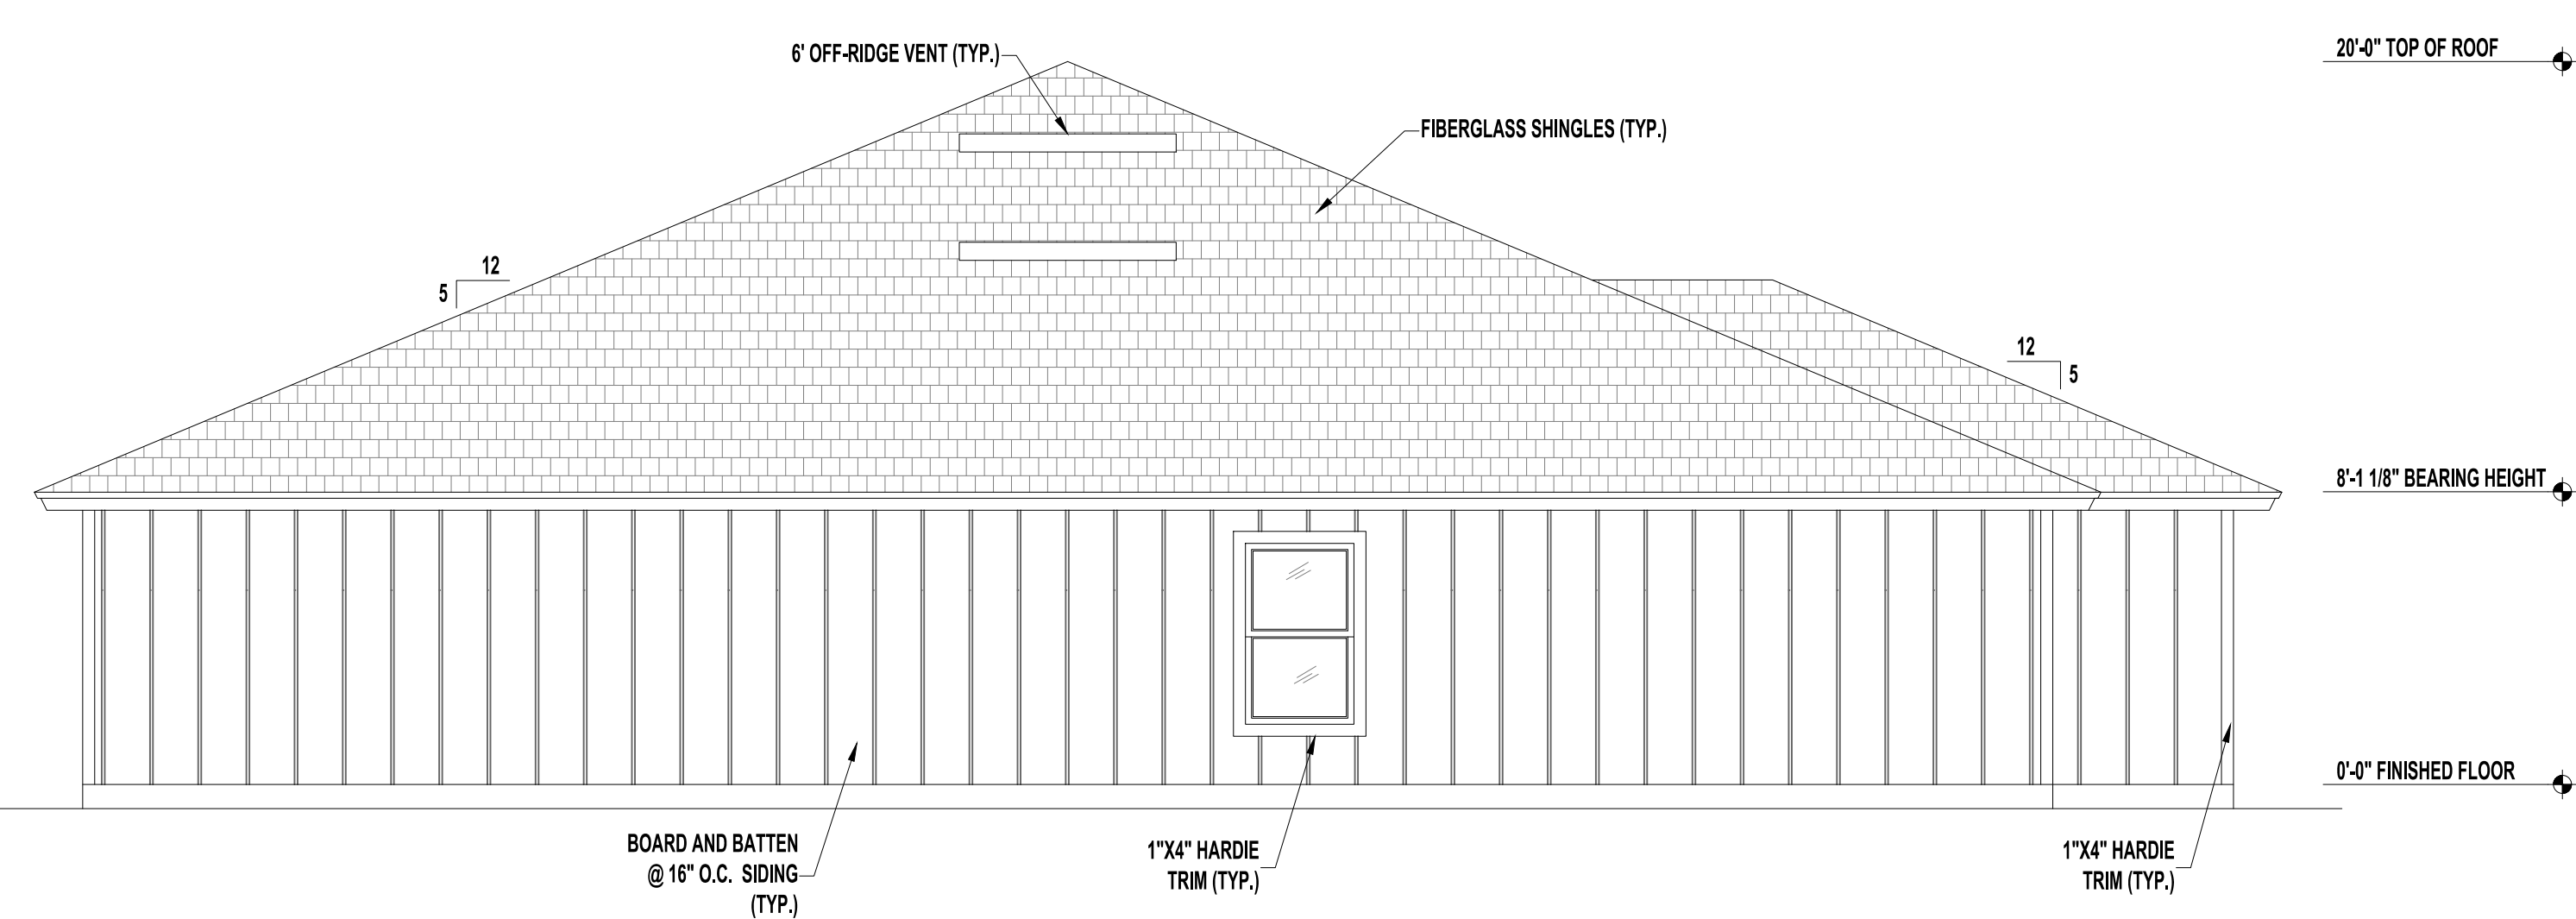 6' OFF-RIDGE VENT (TYP.)
20'-0" TOP OF ROOF
FIBERGLASS SHINGLES (TYP.)
12
5
12
5
8'-1 1/8" BEARING HEIGHT
0'-0" FINISHED FLOOR
BOARD AND BATTEN
@ 16" O.C. SIDING
(TYP.)
1"X4" HARDIE
TRIM (TYP.)
1"X4" HARDIE
TRIM (TYP.)